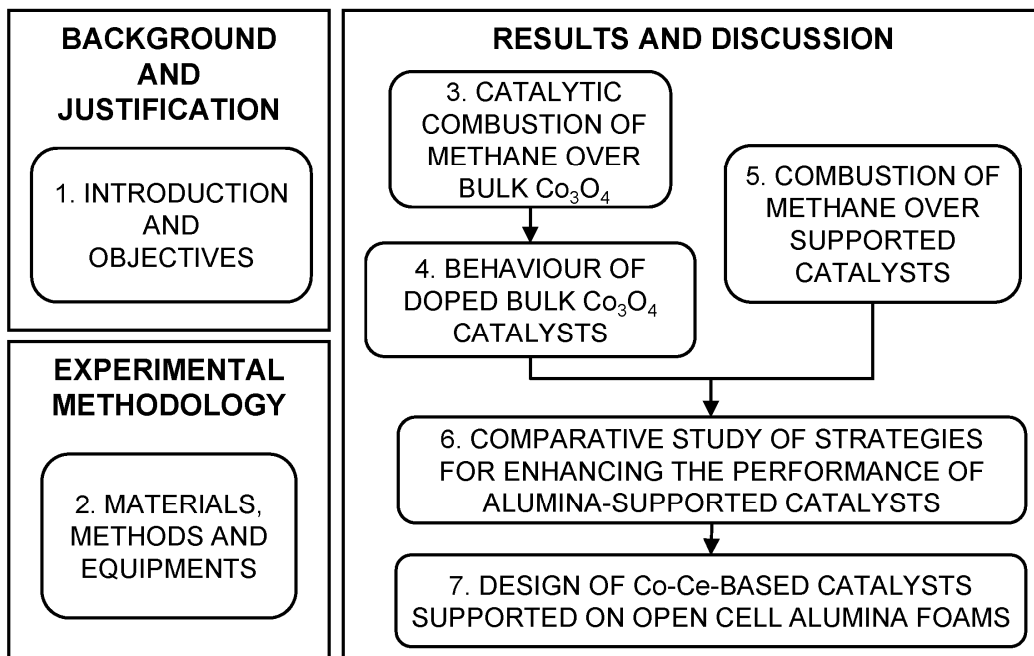 BACKGROUND
AND
JUSTIFICATION
1. INTRODUCTION
AND
OBJECTIVES
EXPERIMENTAL
METHODOLOGY
2. MATERIALS,
METHODS AND
EQUIPMENTS
RESULTS AND DISCUSSION
3. CATALYTIC
COMBUSTION OF
METHANE OVER
BULK Co₃O₄
4. BEHAVIOUR OF
DOPED BULK Co₃O₄
CATALYSTS
5. COMBUSTION OF
METHANE OVER
SUPPORTED
CATALYSTS
6. COMPARATIVE STUDY OF STRATEGIES
FOR ENHANCING THE PERFORMANCE OF
ALUMINA-SUPPORTED CATALYSTS
7. DESIGN OF Co-Ce-BASED CATALYSTS
SUPPORTED ON OPEN CELL ALUMINA FOAMS